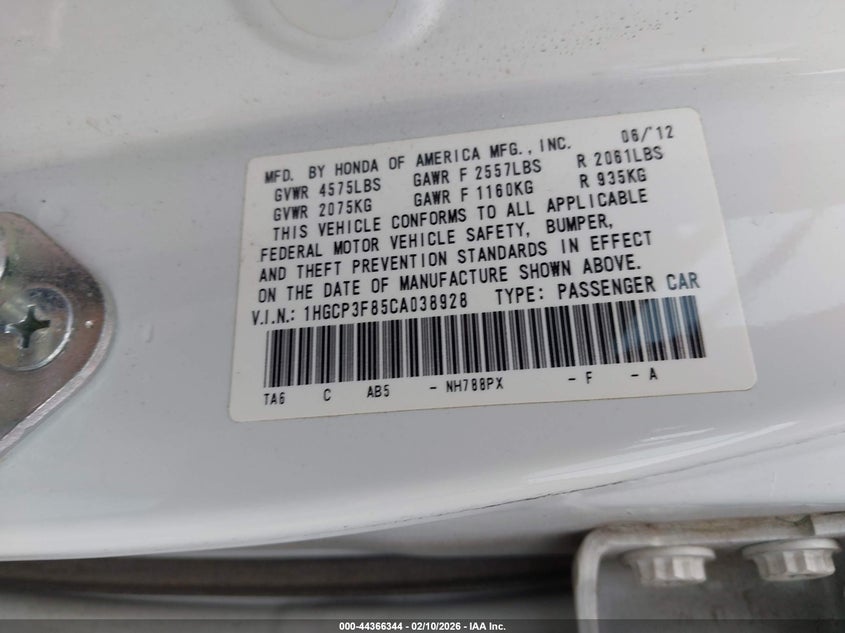 MFD. BY HONDA OF AMERICA MFG., INC. 06/'12
GVWR 4575LBS GAWR F 2557LBS R 2061LBS
GVWR 2075KG GAWR F 1160KG R 935KG
THIS VEHICLE CONFORMS TO ALL APPLICABLE
FEDERAL MOTOR VEHICLE SAFETY, BUMPER,
AND THEFT PREVENTION STANDARDS IN EFFECT
ON THE DATE OF MANUFACTURE SHOWN ABOVE.
V.I.N.: 1HGCP3F85CA038928 TYPE: PASSENGER CAR
TA6 C AB5 - NH788PX - F - A
000-44366344 | 02/10/2026 - IAA Inc.